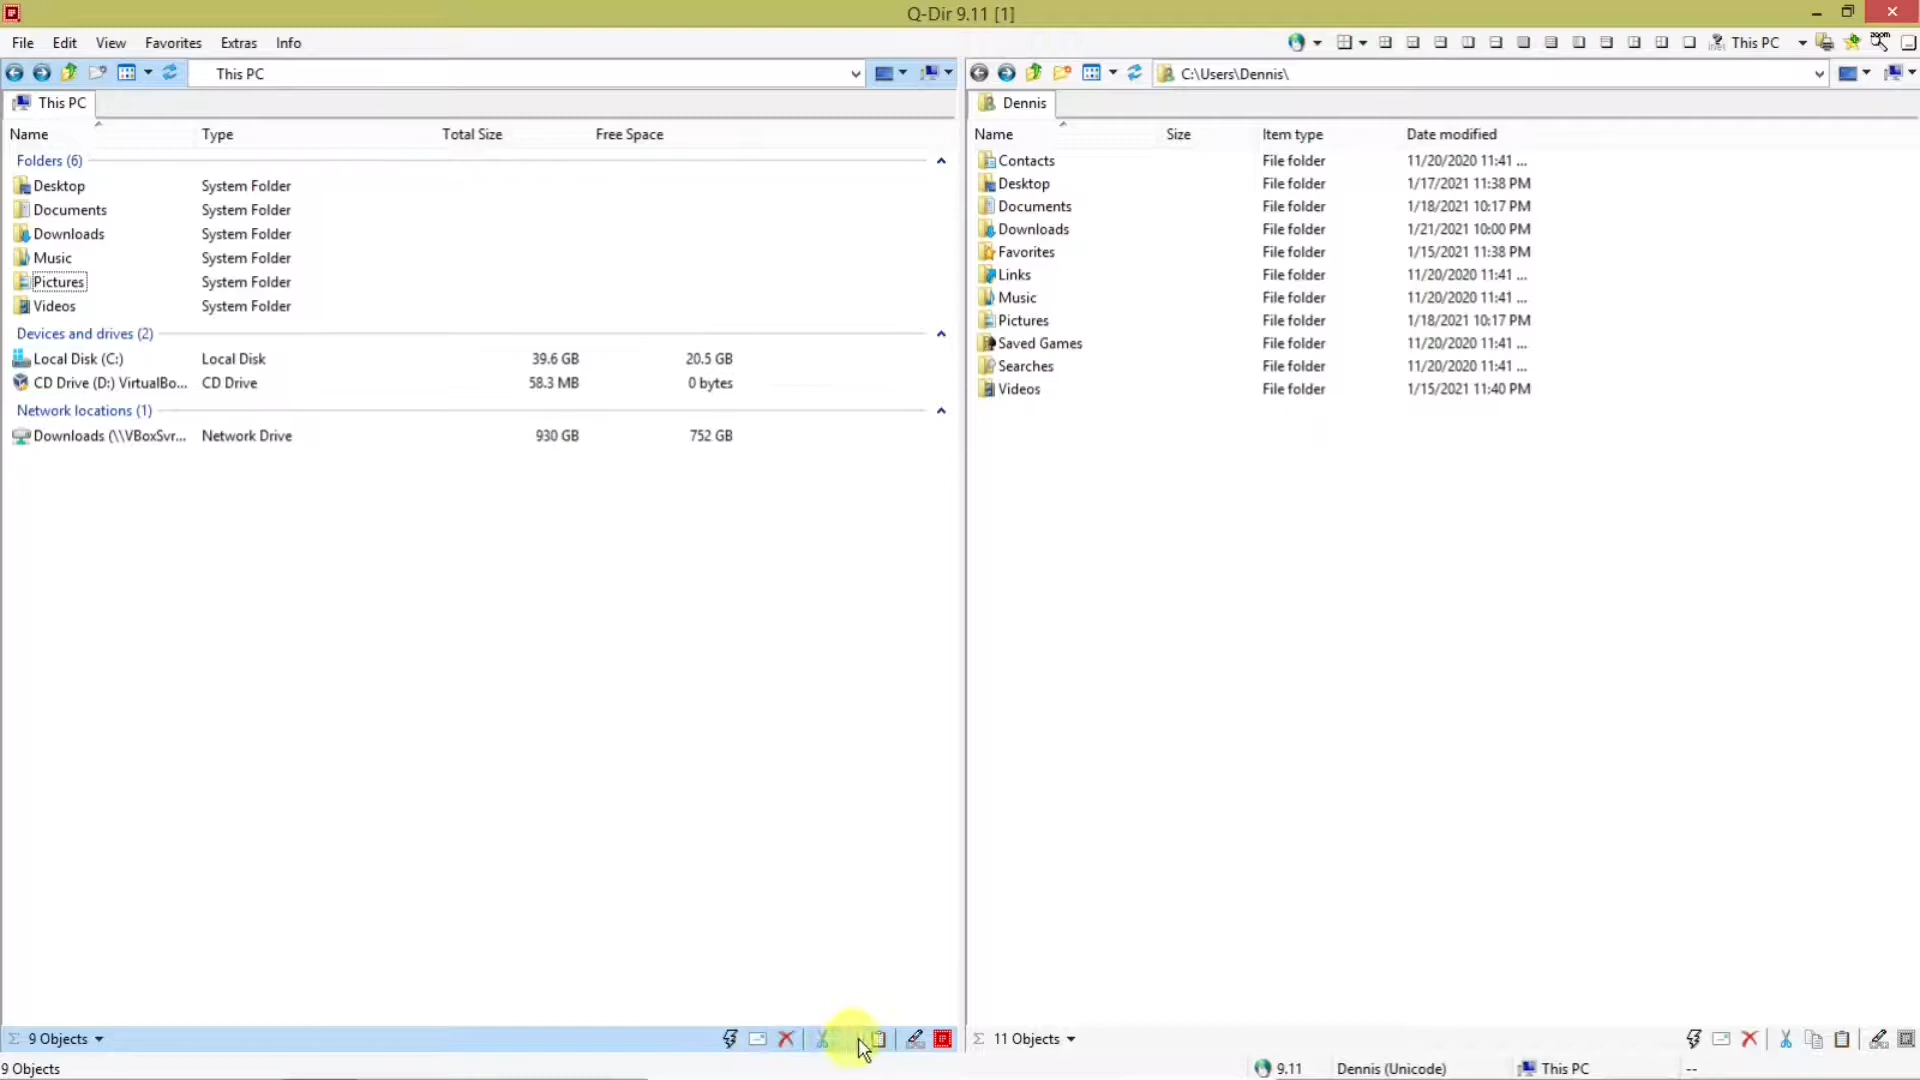 Q-Dir 9.11 [1]
File Edit View Favorites Extras Info
This PC
This PC
C:\Users\Dennis\
This PC
Dennis
Name Type Total Size Free Space
Folders (6)
Desktop System Folder
Documents System Folder
Downloads System Folder
Music System Folder
Pictures System Folder
Videos System Folder
Devices and drives (2)
Local Disk (C:) Local Disk 39.6 GB 20.5 GB
CD Drive (D:) VirtualBo... CD Drive 58.3 MB 0 bytes
Network locations (1)
Downloads (\\VBoxSvr... Network Drive 930 GB 752 GB
Name Size Item type Date modified
Contacts File folder 11/20/2020 11:41 ...
Desktop File folder 1/17/2021 11:38 PM
Documents File folder 1/18/2021 10:17 PM
Downloads File folder 1/21/2021 10:00 PM
Favorites File folder 1/15/2021 11:38 PM
Links File folder 11/20/2020 11:41 ...
Music File folder 11/20/2020 11:41 ...
Pictures File folder 1/18/2021 10:17 PM
Saved Games File folder 11/20/2020 11:41 ...
Searches File folder 11/20/2020 11:41 ...
Videos File folder 1/15/2021 11:40 PM
Σ 9 Objects
Σ 11 Objects
9 Objects
9.11 Dennis (Unicode) This PC --